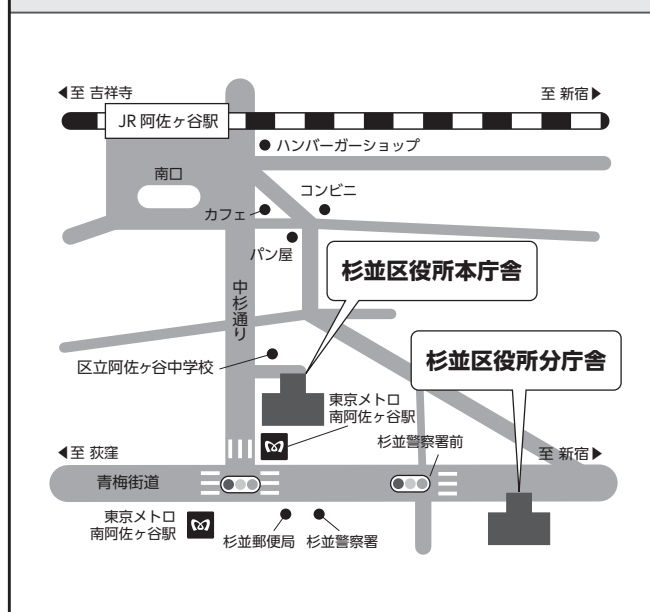 ◀至 吉祥寺
至 新宿▶
JR 阿佐ヶ谷駅
ハンバーガーショップ
南口
コンビニ
カフェ
パン屋
杉並区役所本庁舎
中杉通り
杉並区役所分庁舎
区立阿佐ヶ谷中学校
東京メトロ
南阿佐ヶ谷駅
杉並警察署前
◀至 荻窪
至 新宿▶
青梅街道
東京メトロ
南阿佐ヶ谷駅
杉並郵便局
杉並警察署